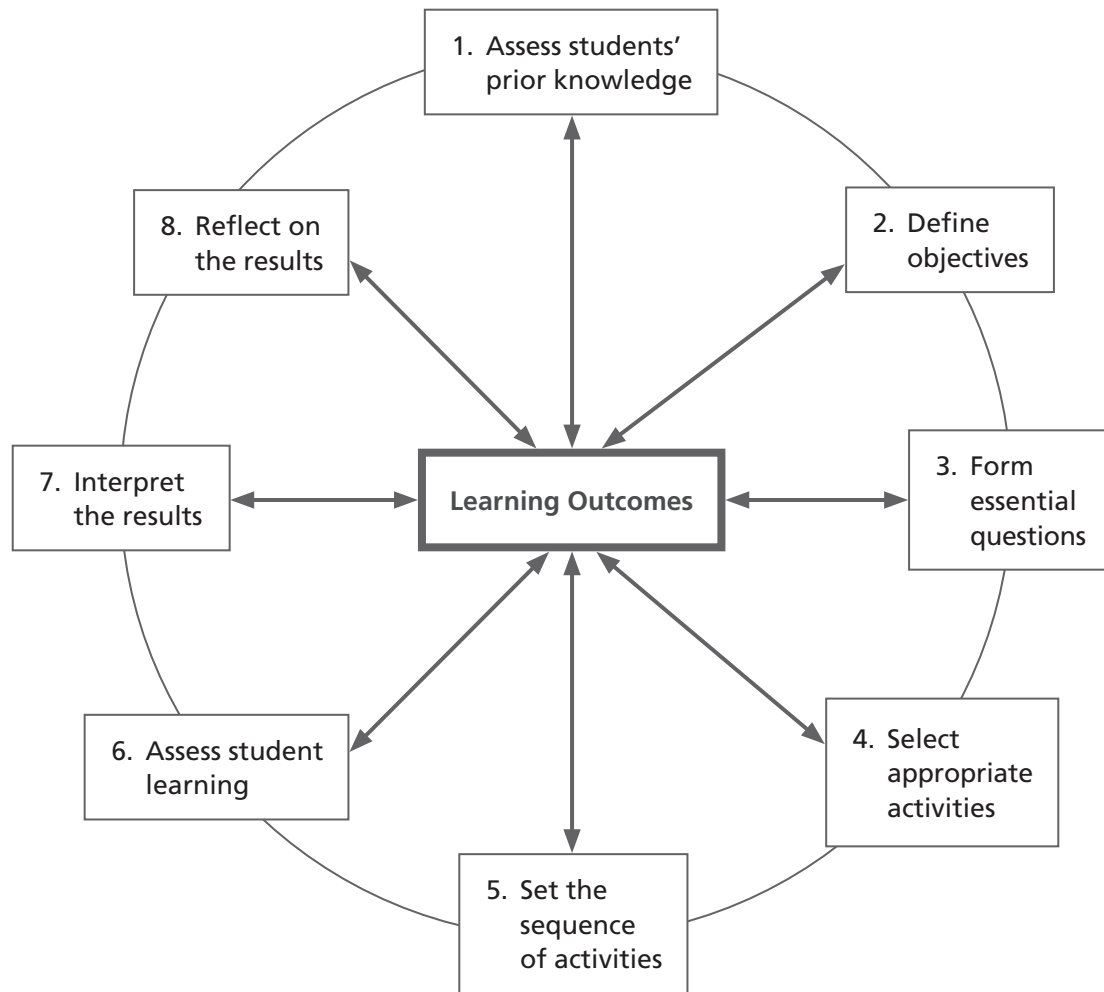 1. Assess students’
prior knowledge
2. Define
objectives
3. Form
essential
questions
4. Select
appropriate
activities
5. Set the
sequence
of activities
6. Assess student
learning
7. Interpret
the results
8. Reflect on
the results
Learning Outcomes